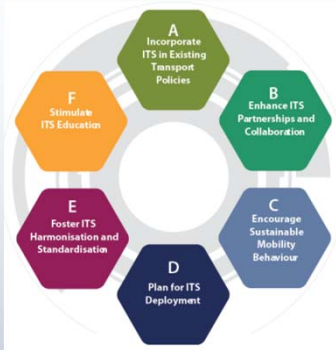 A
Incorporate
ITS in Existing
Transport
Policies
B
Enhance ITS
Partnerships and
Collaboration
C
Encourage
Sustainable
Mobility
Behaviour
D
Plan for ITS
Deployment
E
Foster ITS
Harmonisation and
Standardisation
F
Stimulate
ITS Education